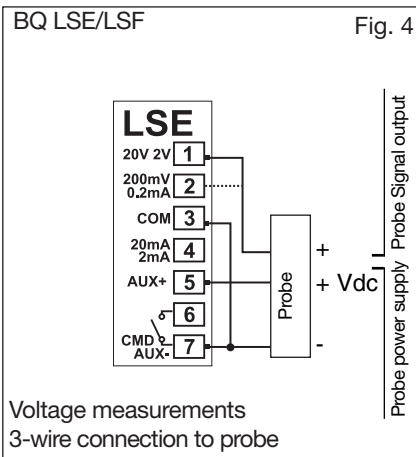 BQ LSE/LSF
Fig. 4
LSE
20V 2V 1
200mV
0.2mA 2
COM 3
20mA
2mA 4
AUX+ 5
6
CMD
AUX- 7
Probe
+
+ Vdc
-
Probe Signal output
Probe power supply
Voltage measurements
3-wire connection to probe